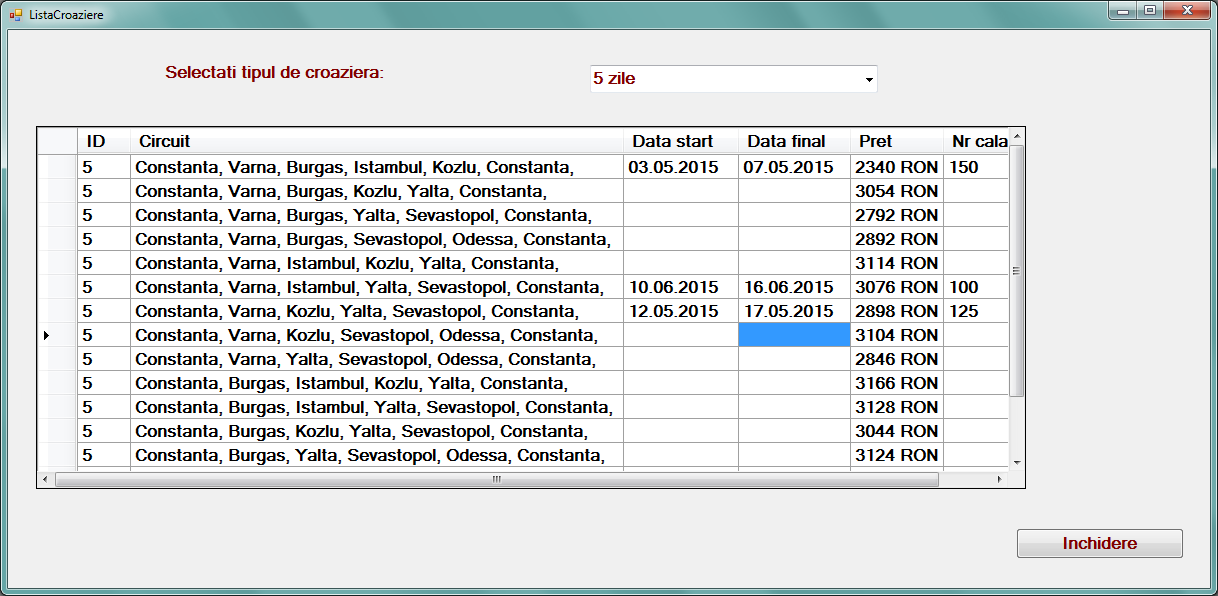 ListaCroaziere
Selectati tipul de croaziera: 5 zile
ID Circuit Data start Data final Pret Nr cala
5 Constanta, Varna, Burgas, Istambul, Kozlu, Constanta, 03.05.2015 07.05.2015 2340 RON 150
5 Constanta, Varna, Burgas, Kozlu, Yalta, Constanta, 3054 RON
5 Constanta, Varna, Burgas, Yalta, Sevastopol, Constanta, 2792 RON
5 Constanta, Varna, Burgas, Sevastopol, Odessa, Constanta, 2892 RON
5 Constanta, Varna, Istambul, Kozlu, Yalta, Constanta, 3114 RON
5 Constanta, Varna, Istambul, Yalta, Sevastopol, Constanta, 10.06.2015 16.06.2015 3076 RON 100
5 Constanta, Varna, Kozlu, Yalta, Sevastopol, Constanta, 12.05.2015 17.05.2015 2898 RON 125
5 Constanta, Varna, Kozlu, Sevastopol, Odessa, Constanta, 3104 RON
5 Constanta, Varna, Yalta, Sevastopol, Odessa, Constanta, 2846 RON
5 Constanta, Burgas, Istambul, Kozlu, Yalta, Constanta, 3166 RON
5 Constanta, Burgas, Istambul, Yalta, Sevastopol, Constanta, 3128 RON
5 Constanta, Burgas, Kozlu, Yalta, Sevastopol, Constanta, 3044 RON
5 Constanta, Burgas, Yalta, Sevastopol, Odessa, Constanta, 3124 RON
Inchidere